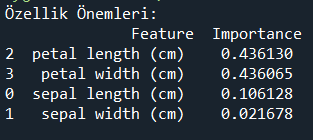 Özellik Önemleri:
Feature Importance
2 petal length (cm) 0.436130
3 petal width (cm) 0.436065
0 sepal length (cm) 0.106128
1 sepal width (cm) 0.021678